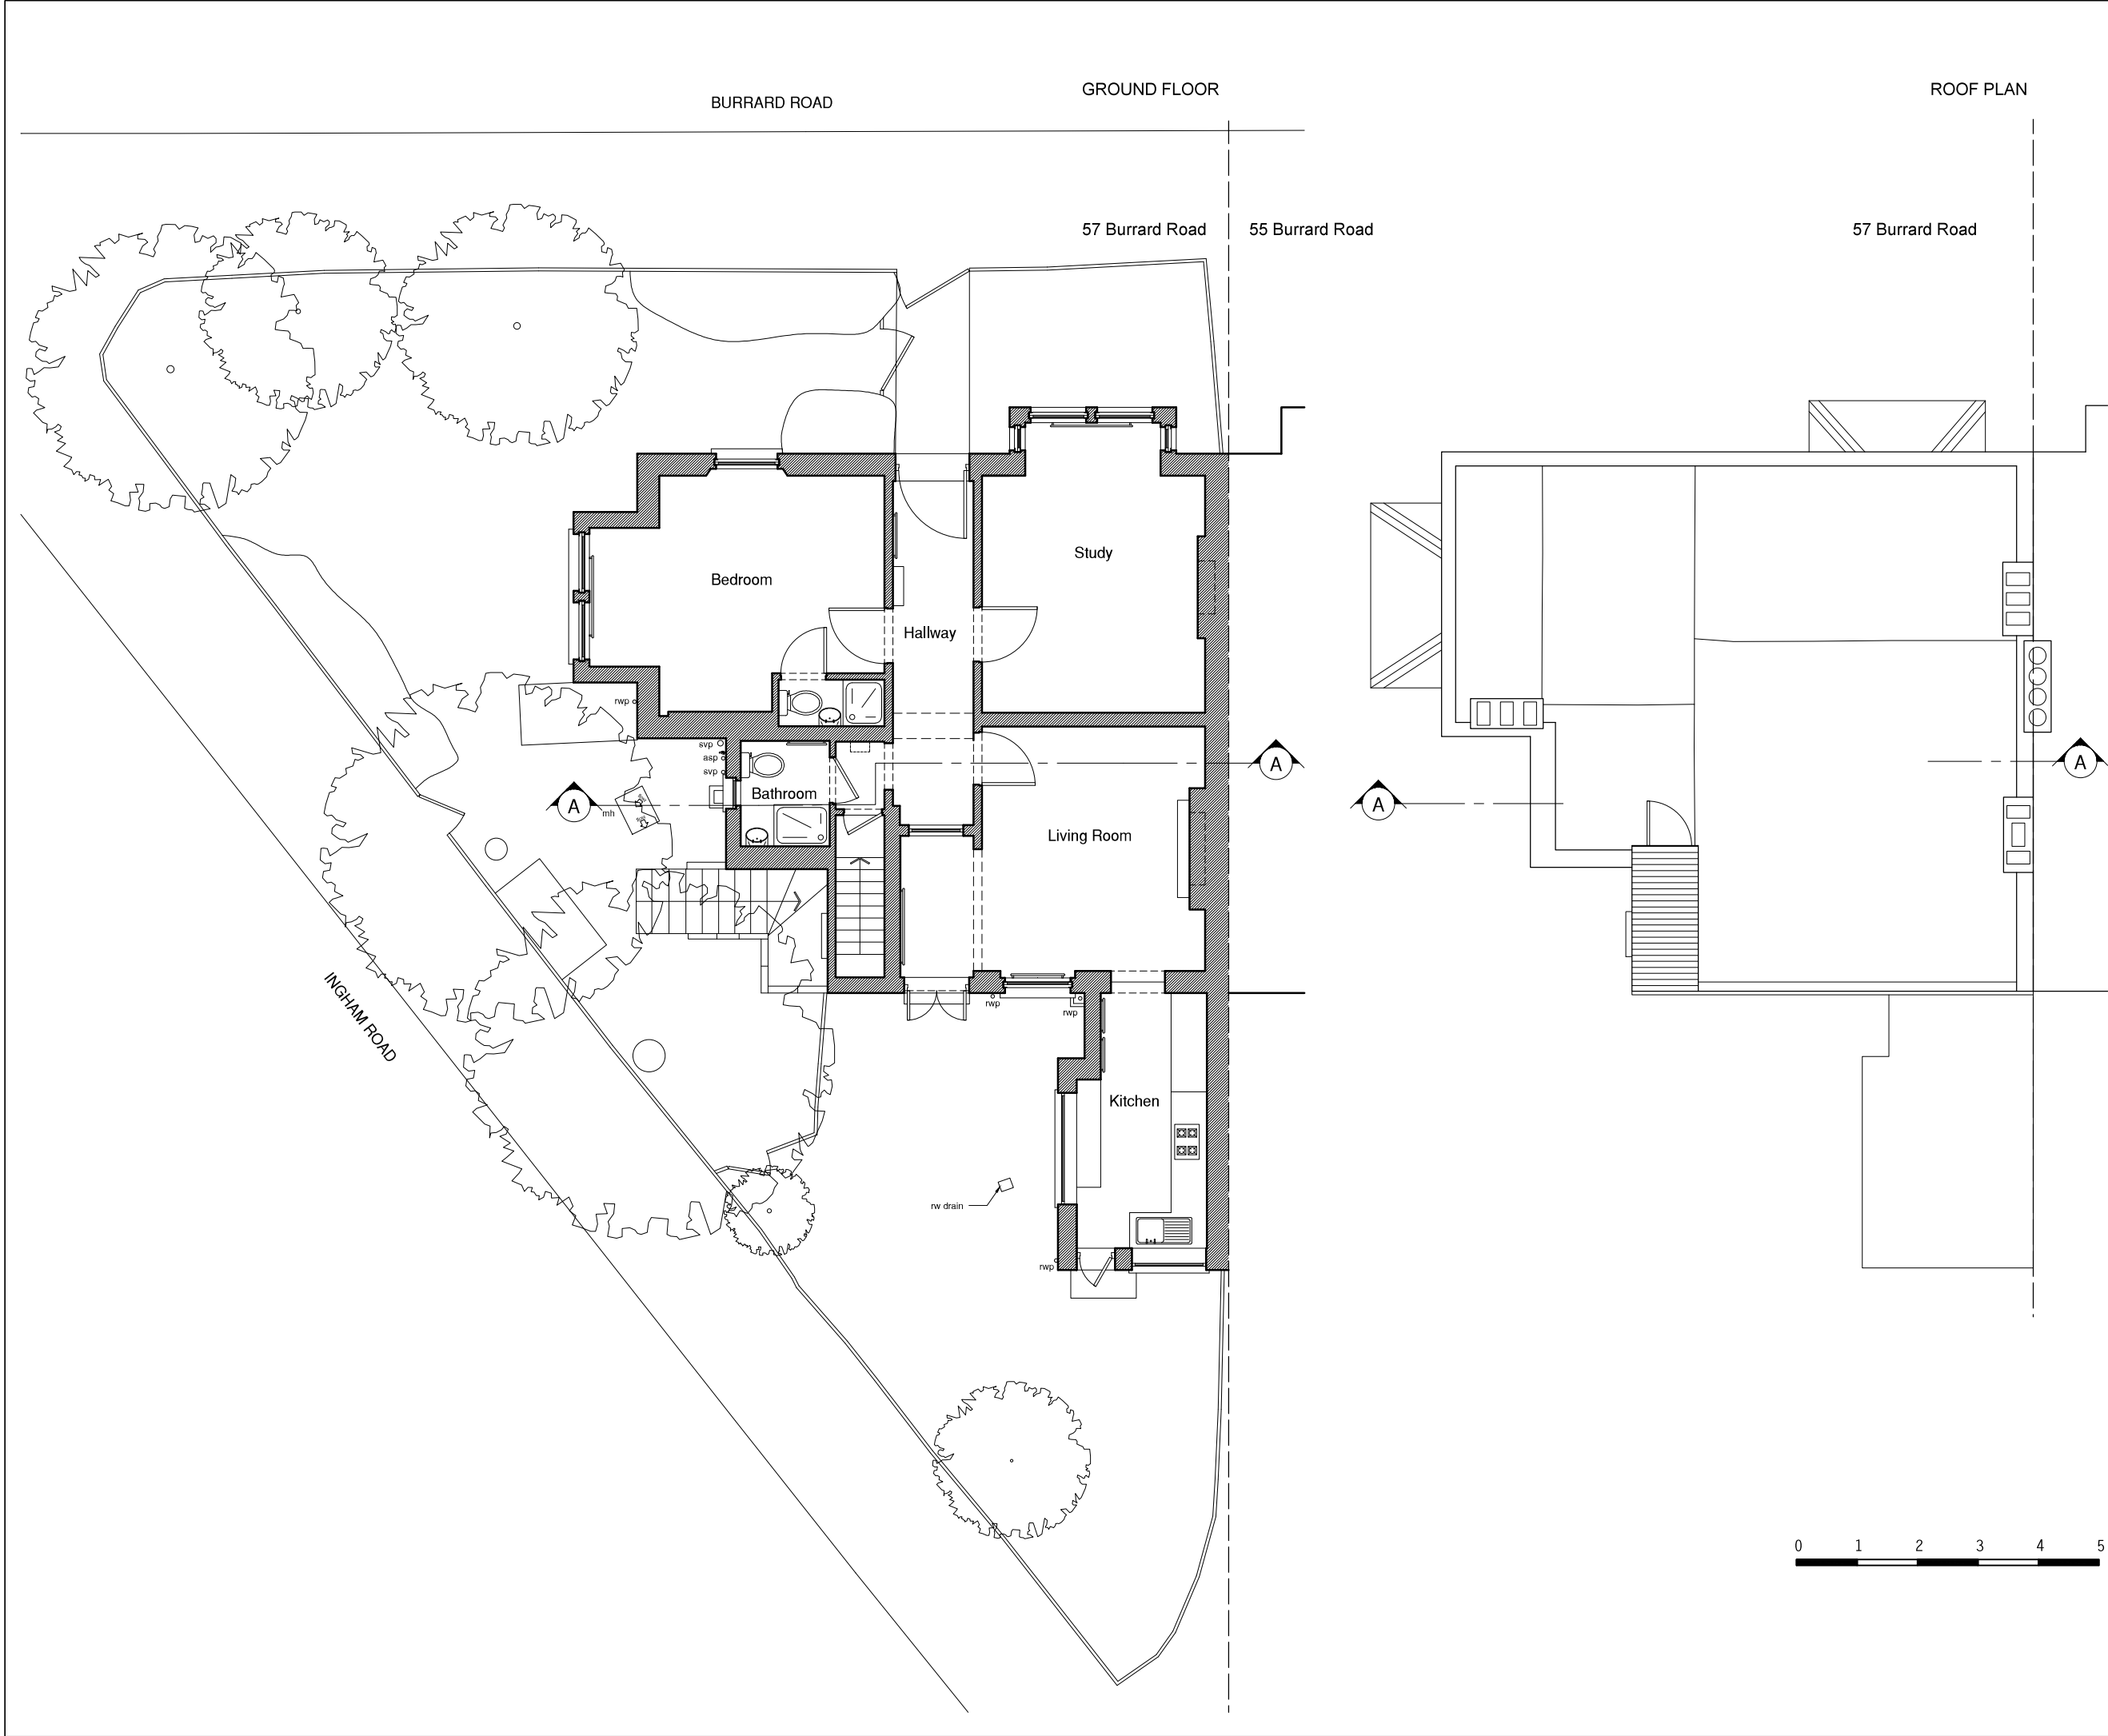 GROUND FLOOR
ROOF PLAN
BURRARD ROAD
57 Burrard Road
55 Burrard Road
57 Burrard Road
Study
Bedroom
Hallway
rwp
svp
asp
svp
A
A
A
A
Bathroom
mh
Living Room
rwp
rwp
INGHAM ROAD
Kitchen
rw drain
rwp
0 1 2 3 4 5